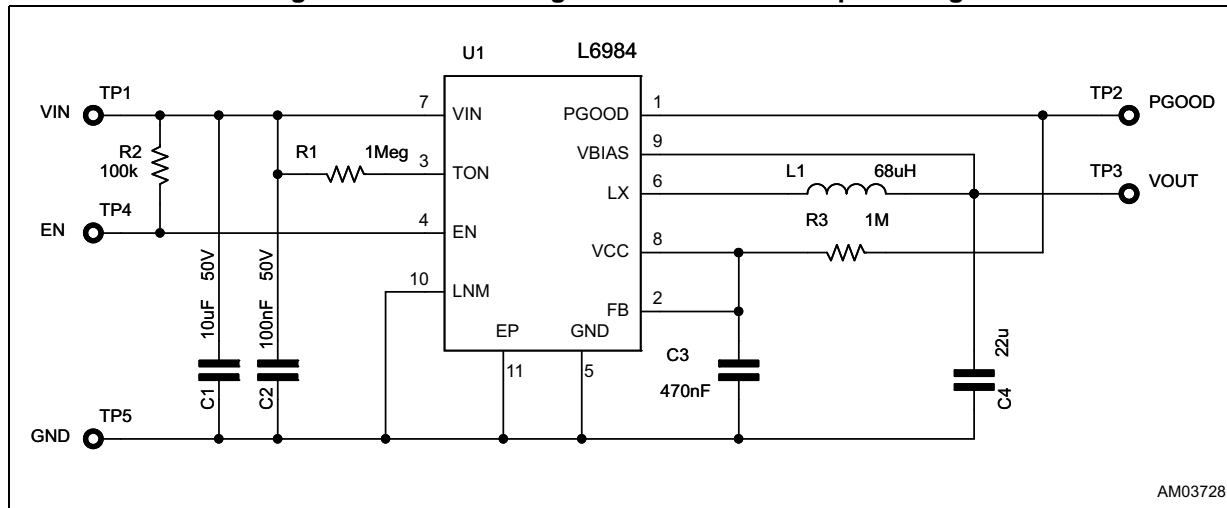 U1
L6984
TP1
VIN
7
VIN
PGOOD
1
TP2
PGOOD
9
VBIAS
R2
100k
R1
1Meg
3
TON
LX
6
L1
68uH
TP3
VOUT
TP4
EN
4
EN
R3
1M
VCC
8
10
LNM
FB
2
10uF 50V
100nF 50V
EP
GND
11
5
C3
470nF
22u
C4
C1
C2
TP5
GND
AM03728